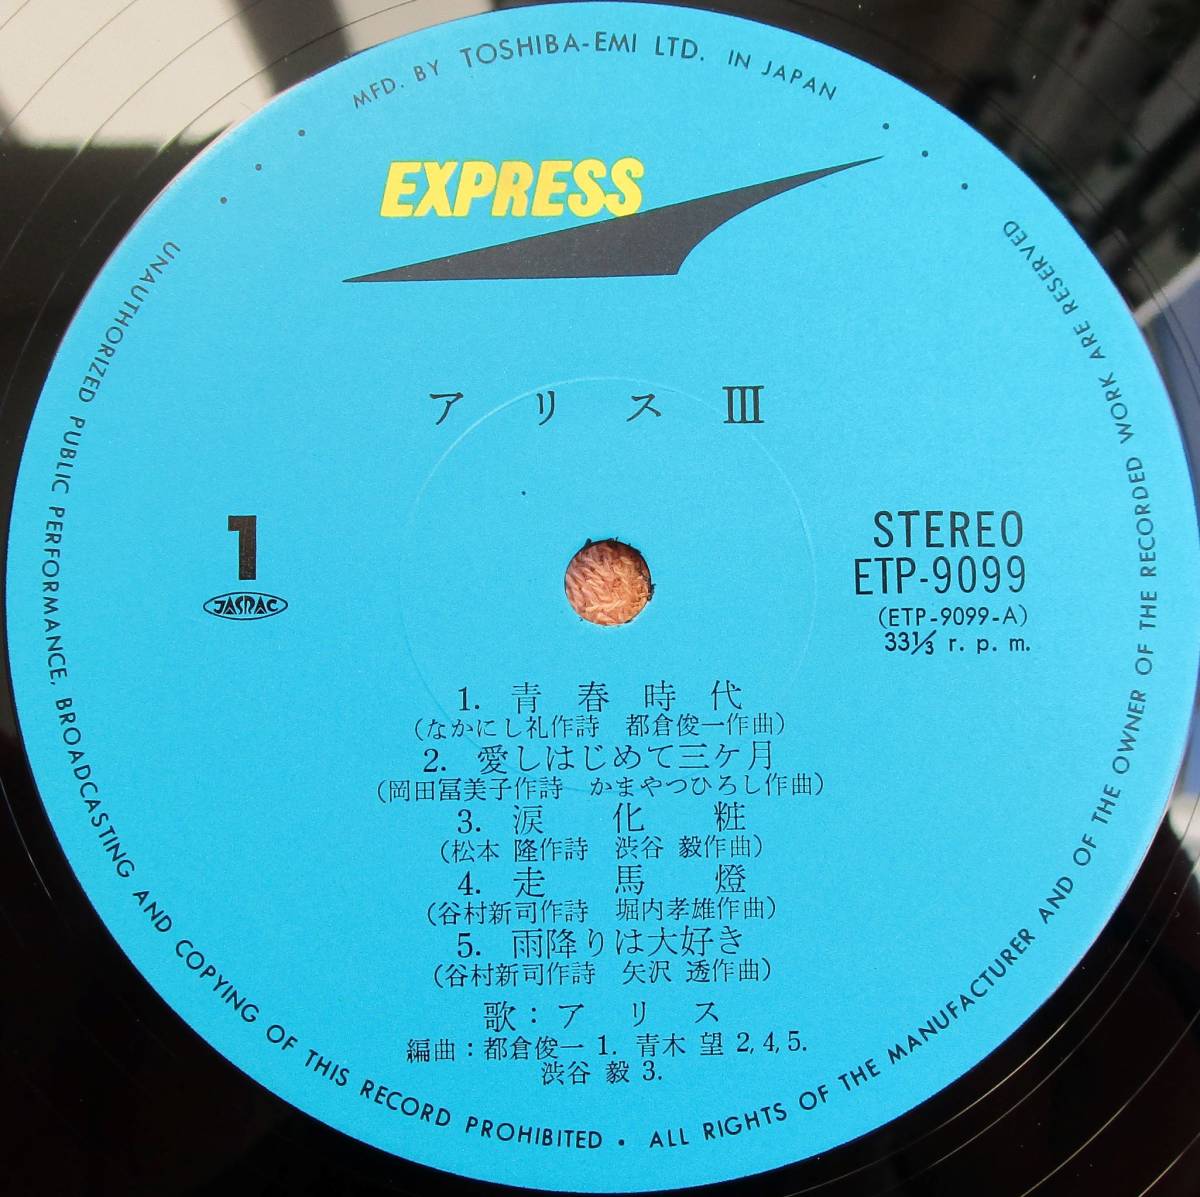 MFD. BY TOSHIBA-EMI LTD. IN JAPAN
EXPRESS
アリス III
1
JASRAC
STEREO
ETP-9099
(ETP-9099-A)
33⅓ r. p. m.
1. 青春時代
(なかにし礼作詩 都倉俊一作曲)
2. 愛しはじめて三ケ月
(岡田冨美子作詩 かまやつひろし作曲)
3. 涙化粧
(松本 隆作詩 渋谷 毅作曲)
4. 走馬燈
(谷村新司作詩 堀内孝雄作曲)
5. 雨降りは大好き
(谷村新司作詩 矢沢 透作曲)
歌：アリス
編曲：都倉俊一 1. 青木 望 2, 4, 5.
渋谷 毅 3.
UNAUTHORIZED PUBLIC PERFORMANCE, BROADCASTING AND COPYING OF THIS RECORD PROHIBITED • ALL RIGHTS OF THE MANUFACTURER AND OF THE OWNER OF THE RECORDED WORK ARE RESERVED